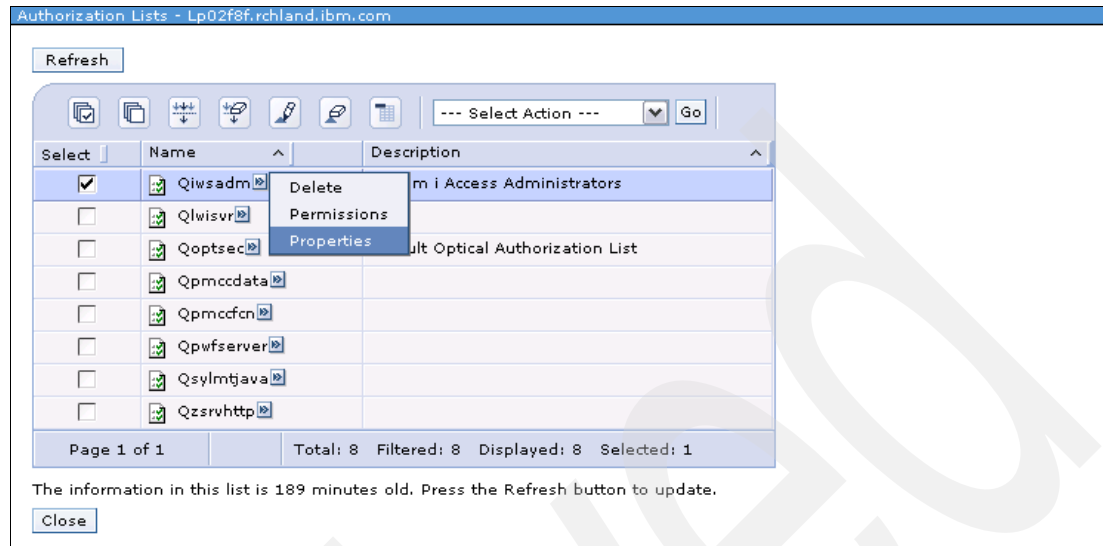 Authorization Lists - Lp02f8f.rchland.ibm.com
Refresh
--- Select Action --- Go
Select Name Description
Qiwsadm m i Access Administrators
Delete
Qlwisvr Permissions
Qoptsec Properties ult Optical Authorization List
Qpmccdata
Qpmccfcn
Qpwfserver
Qsylmtjava
Qzsrvhttp
Page 1 of 1 Total: 8 Filtered: 8 Displayed: 8 Selected: 1
The information in this list is 189 minutes old. Press the Refresh button to update.
Close